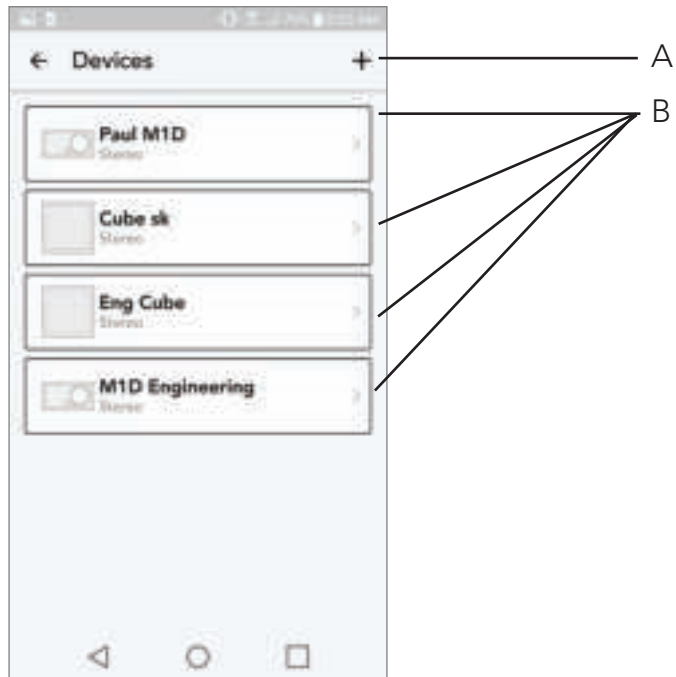 Devices
A
B
Paul M1D
Stereo
Cube sk
Stereo
Eng Cube
Stereo
M1D Engineering
Stereo